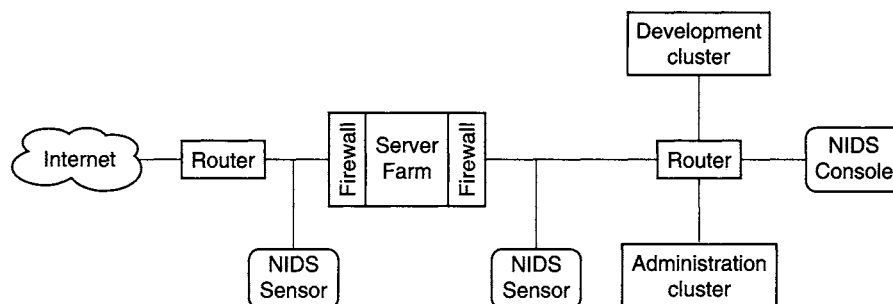 Development
cluster
Internet
Router
Firewall
Server
Farm
Firewall
Router
NIDS
Console
NIDS
Sensor
NIDS
Sensor
Administration
cluster